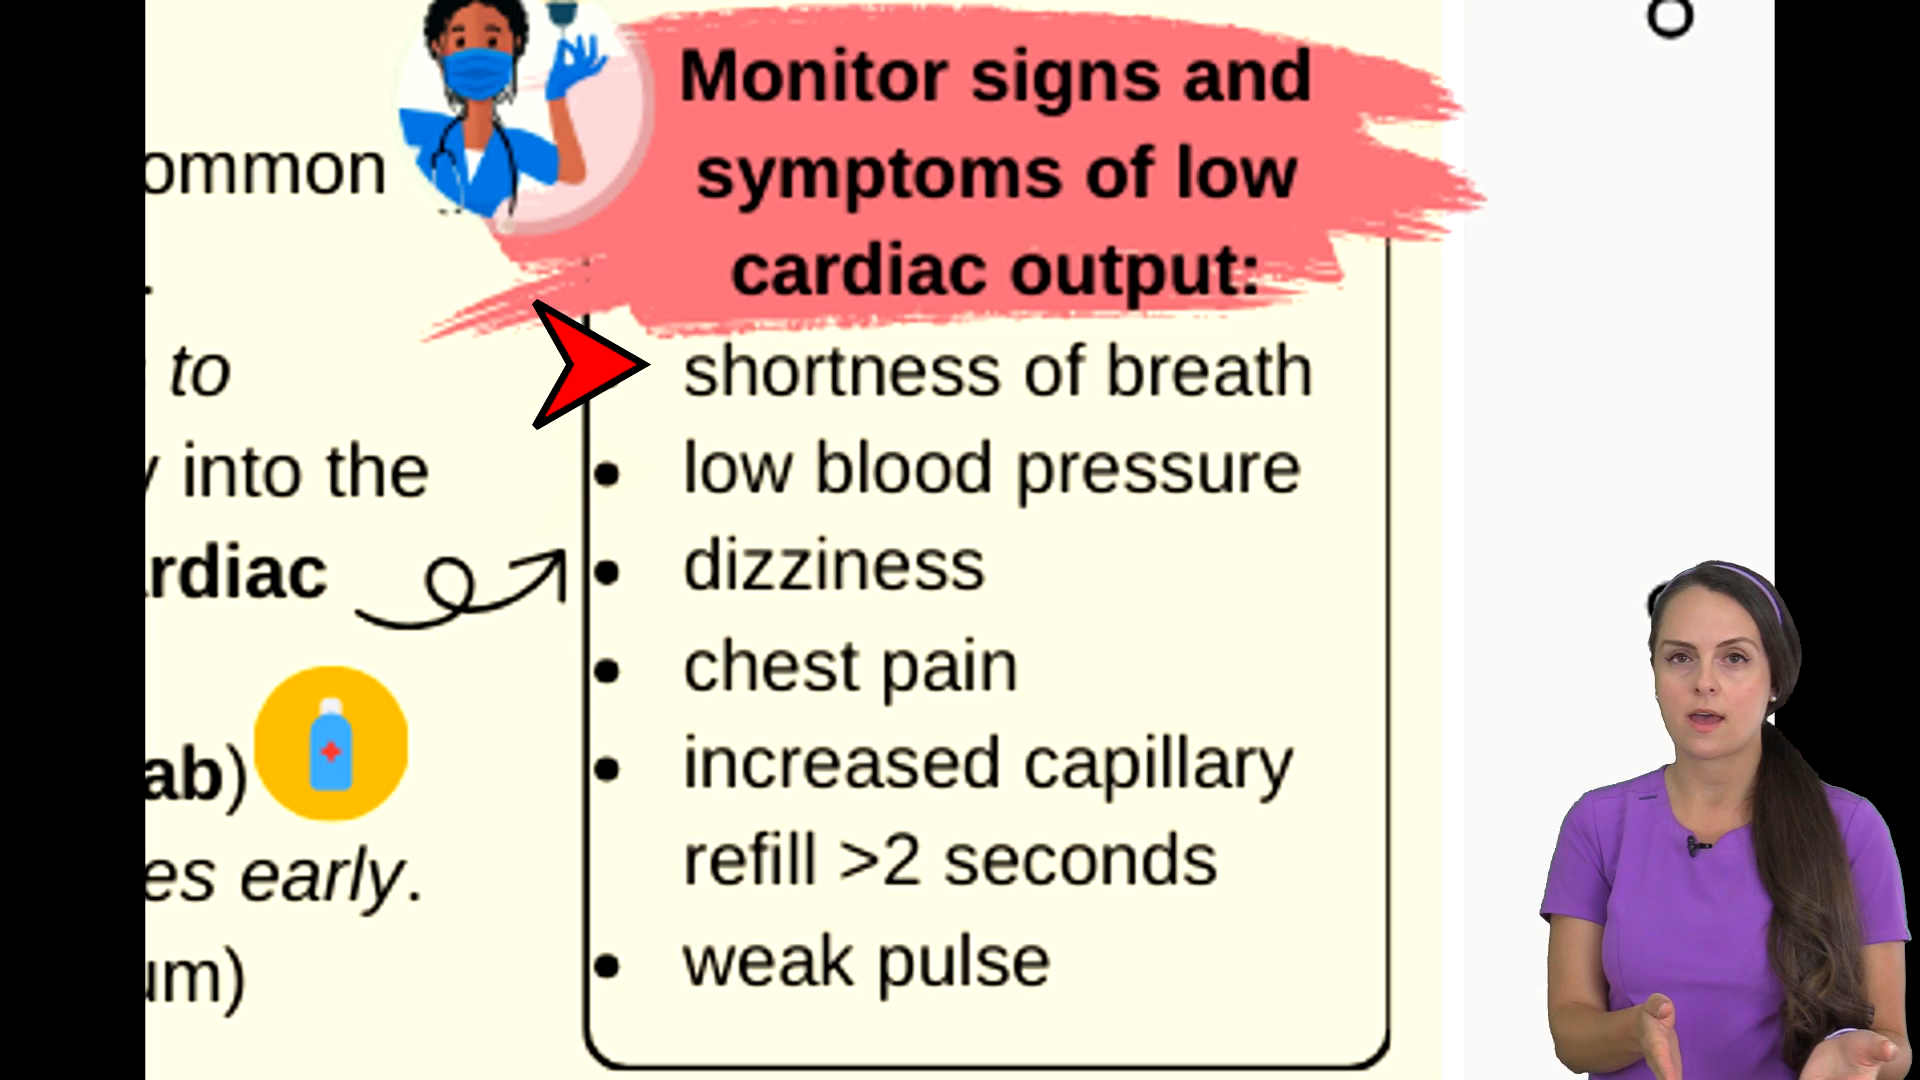 Monitor signs and
symptoms of low
cardiac output:
shortness of breath
• low blood pressure
• dizziness
• chest pain
• increased capillary
refill >2 seconds
• weak pulse
ommon
.
to
y into the
rdiac
ab)
es early.
um)